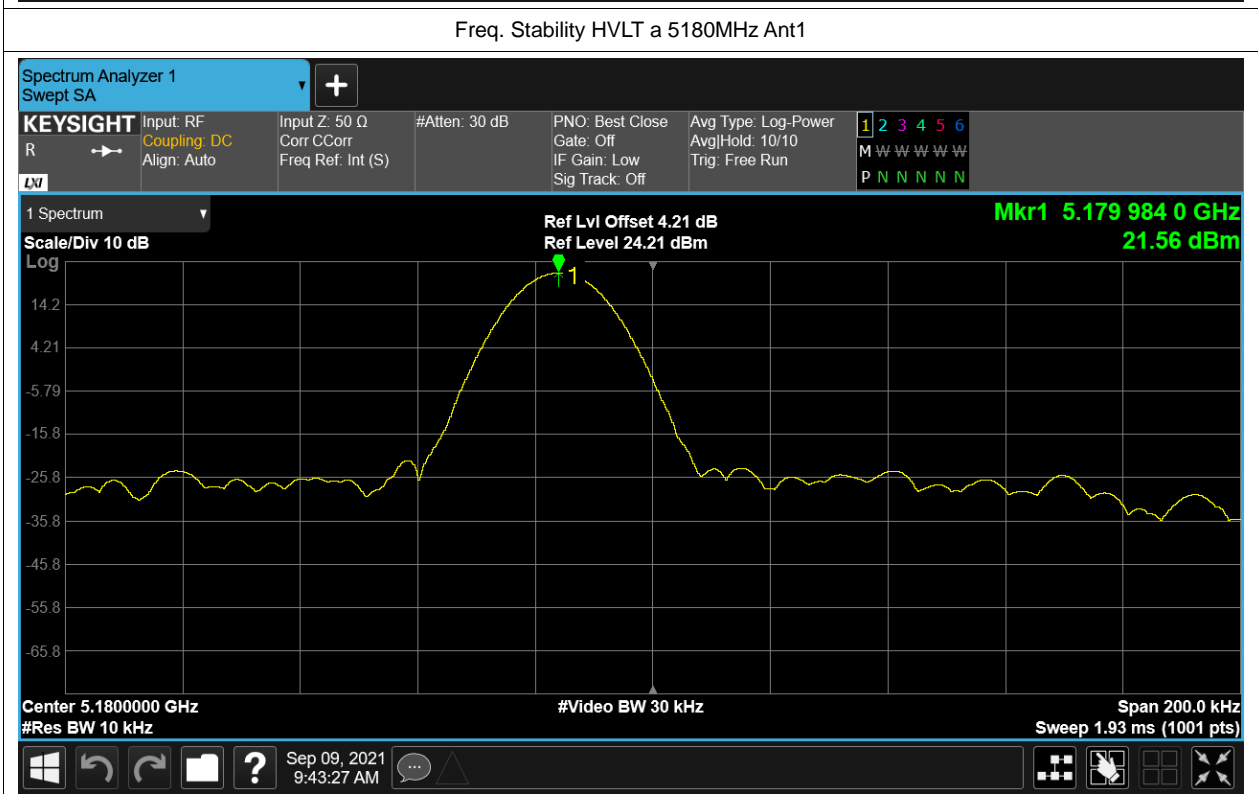 Freq. Stability HVLT a 5180MHz Ant1
Spectrum Analyzer 1
Swept SA
KEYSIGHT
R
LXI
Input: RF
Coupling: DC
Align: Auto
Input Z: 50 Ω
Corr CCorr
Freq Ref: Int (S)
#Atten: 30 dB
PNO: Best Close
Gate: Off
IF Gain: Low
Sig Track: Off
Avg Type: Log-Power
Avg|Hold: 10/10
Trig: Free Run
1 2 3 4 5 6
M W W W W W
P N N N N N
1 Spectrum
Scale/Div 10 dB
Log
Ref Lvl Offset 4.21 dB
Ref Level 24.21 dBm
Mkr1 5.179 984 0 GHz
21.56 dBm
1
14.2
4.21
-5.79
-15.8
-25.8
-35.8
-45.8
-55.8
-65.8
Center 5.1800000 GHz
#Res BW 10 kHz
#Video BW 30 kHz
Span 200.0 kHz
Sweep 1.93 ms (1001 pts)
?
Sep 09, 2021
9:43:27 AM